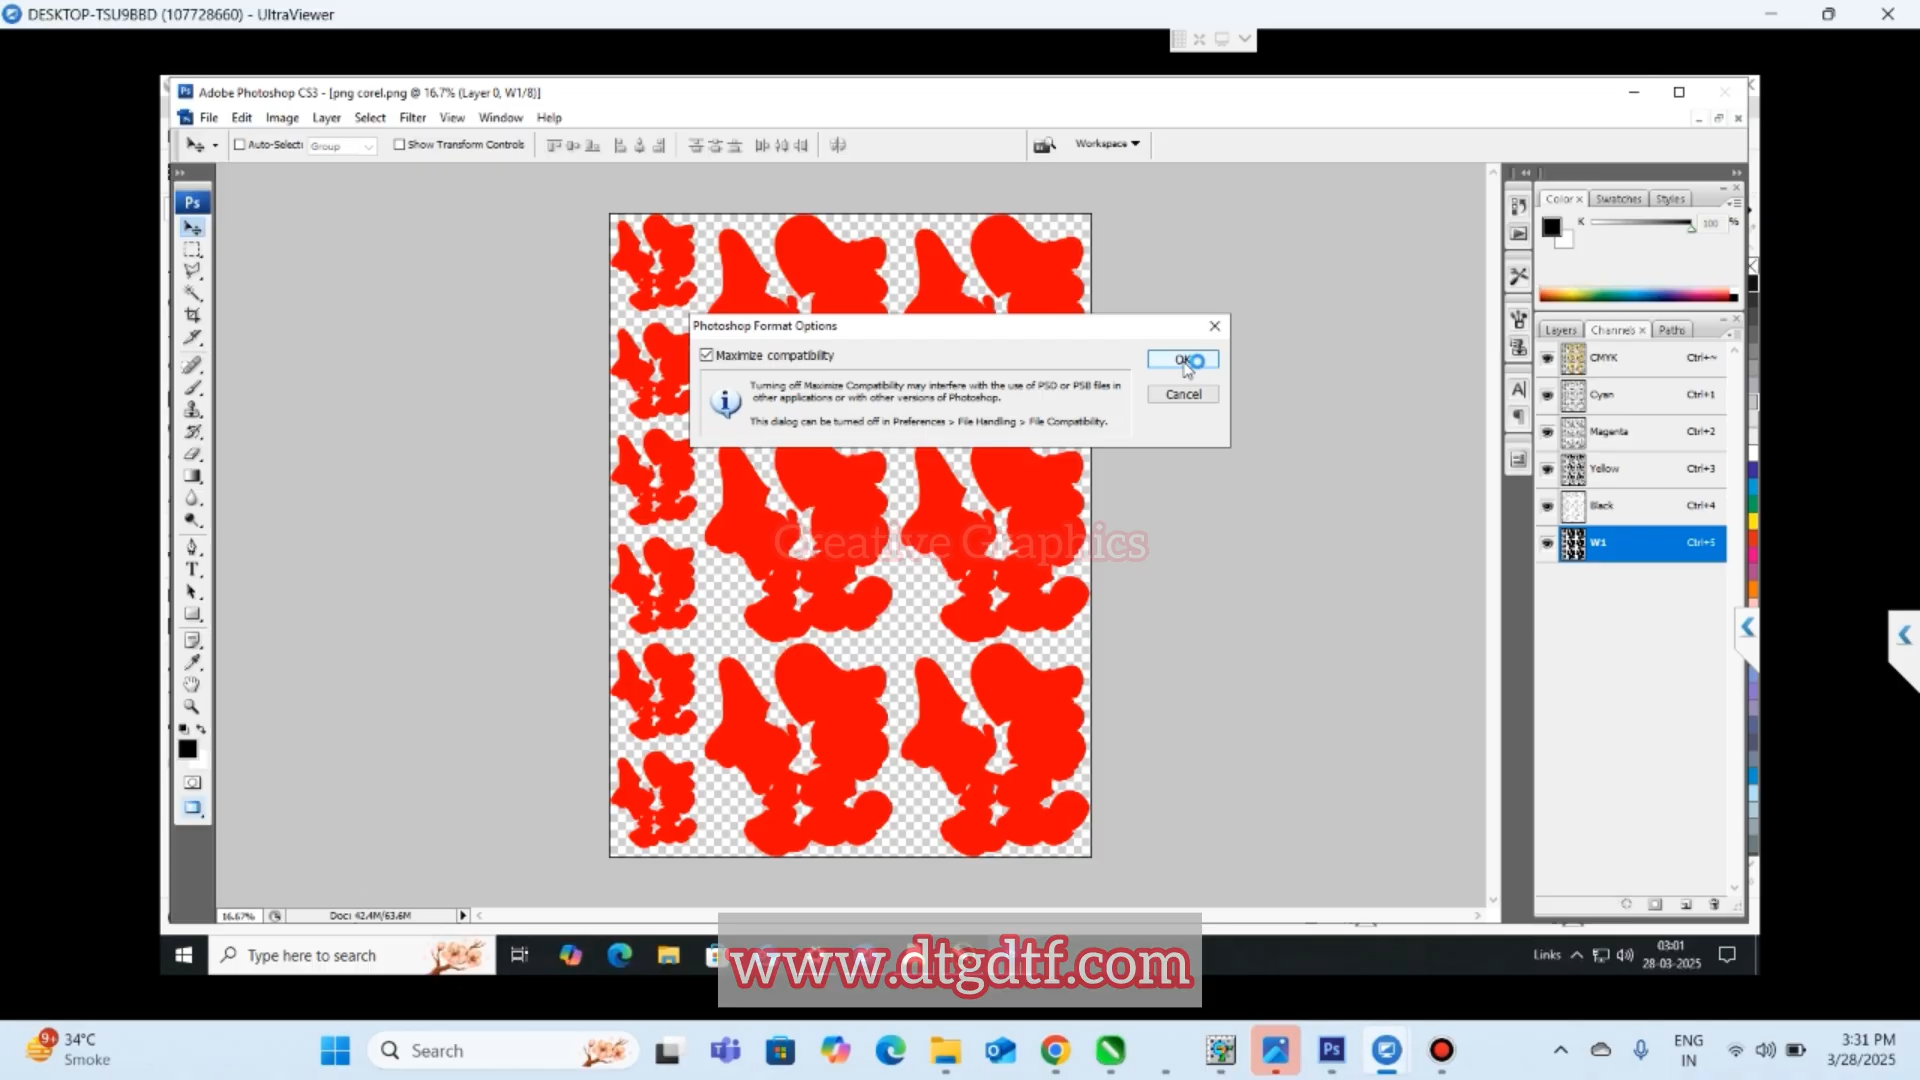 DESKTOP-TSU9BBD (107728660) - UltraViewer
Adobe Photoshop CS3 - [png corel.png @ 16.7% (Layer 0, W1/8)]
File Edit Image Layer Select Filter View Window Help
Auto-Select: Group Show Transform Controls Workspace
Ps
Color Swatches Styles
K 100 %
Photoshop Format Options
Maximize compatibility
OK
Turning off Maximize Compatibility may interfere with the use of PSD or PSB files in
other applications or with other versions of Photoshop.
Cancel
This dialog can be turned off in Preferences > File Handling > File Compatibility.
Layers Channels Paths
CMYK Ctrl+~
Cyan Ctrl+1
Magenta Ctrl+2
Yellow Ctrl+3
Black Ctrl+4
W1 Ctrl+5
Creative Graphics
16.67% Doc: 42.4M/63.6M
Type here to search
www.dtgdtf.com
Links
03:01
28-03-2025
9+
34°C
Smoke
Search
Ps
ENG
IN
3:31 PM
3/28/2025